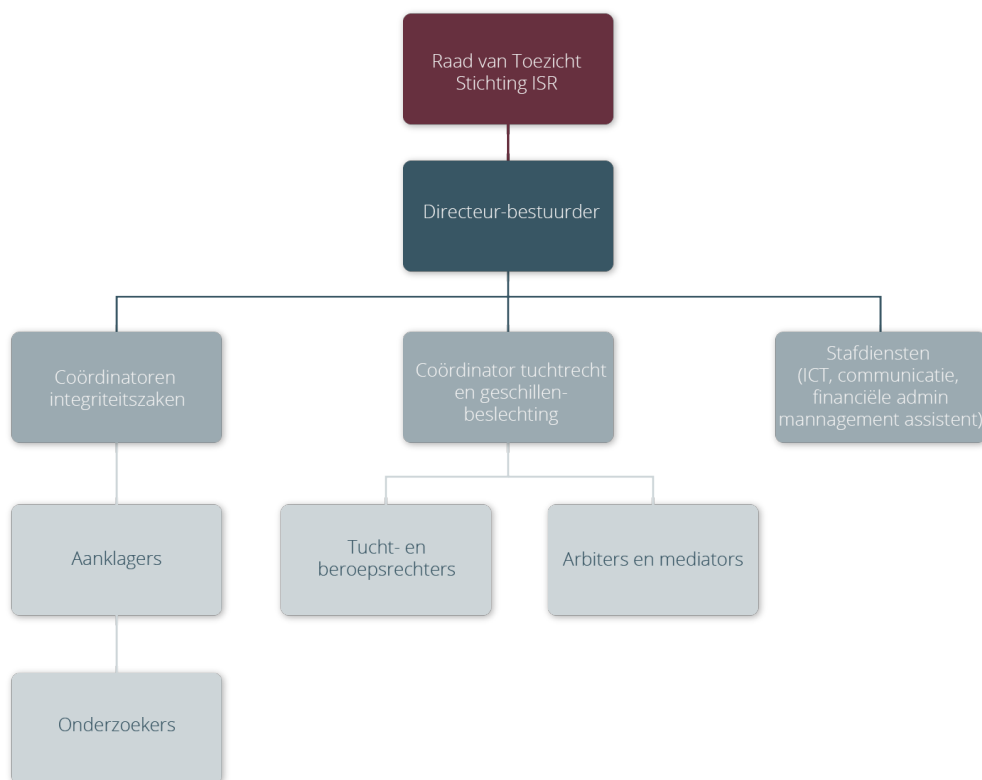 Raad van Toezicht
Stichting ISR
Directeur-bestuurder
Coördinatoren
integriteitszaken
Coördinator tuchtrecht
en geschillen-
beslechting
Stafdiensten
(ICT, communicatie,
financiële admin
mannagement assistent)
Aanklagers
Tucht- en
beroepsrechters
Arbiters en mediators
Onderzoekers